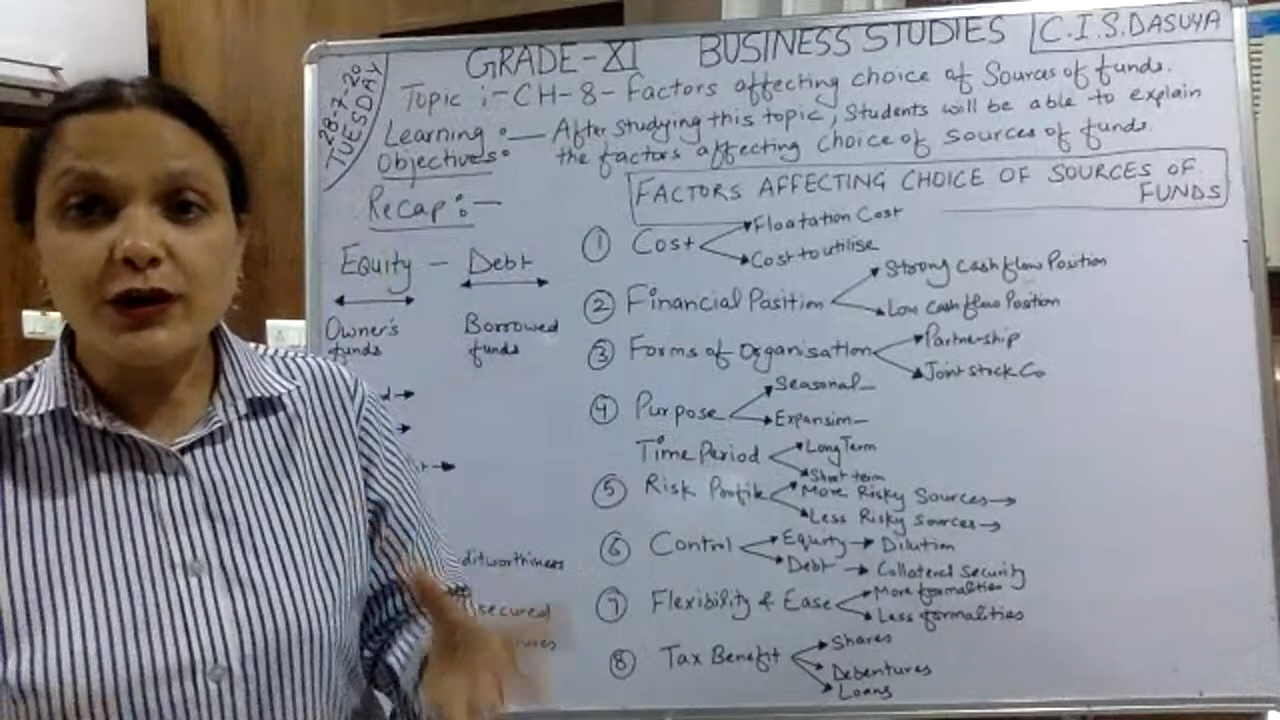 28-7-20
TUESDAY
GRADE-XI BUSINESS STUDIES C.I.S.DASUYA
Topic :- CH-8- Factors affecting choice of Sources of funds.
Learning Objectives:- After studying this topic, Students will be able to explain
the factors affecting choice of sources of funds.
Recap:-
Equity - Debt
Owner's funds
Borrowed funds
ditworthiness
secured
FACTORS AFFECTING CHOICE OF SOURCES OF
FUNDS
① Cost
Floatation Cost
Cost to utilise
② Financial Position
Strong Cash flow Position
Low Cash flow Position
③ Forms of Organisation
Partnership
Joint stock Co
④ Purpose
Seasonal
Expansion
Time Period
Long Term
Short term
⑤ Risk Profile
More Risky Sources
Less Risky Sources
⑥ Control
Equity → Dilution
Debt → Collateral Security
⑦ Flexibility & Ease
More formalities
Less formalities
⑧ Tax Benefit
Shares
Debentures
Loans